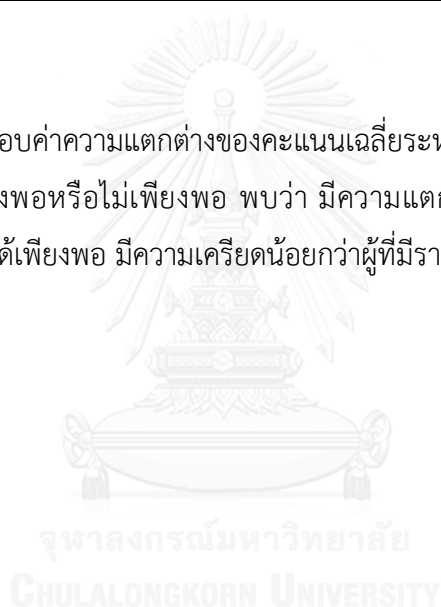 อบค่าความแตกต่างของคะแนนเฉลี่ยระห
งพอหรือไม่เพียงพอ พบว่า มีความแตก
ด้เพียงพอ มีความเครียดน้อยกว่าผู้ที่มีรา
จุฬาลงกรณ์มหาวิทยาลัย
CHULALONGKORN UNIVERSITY